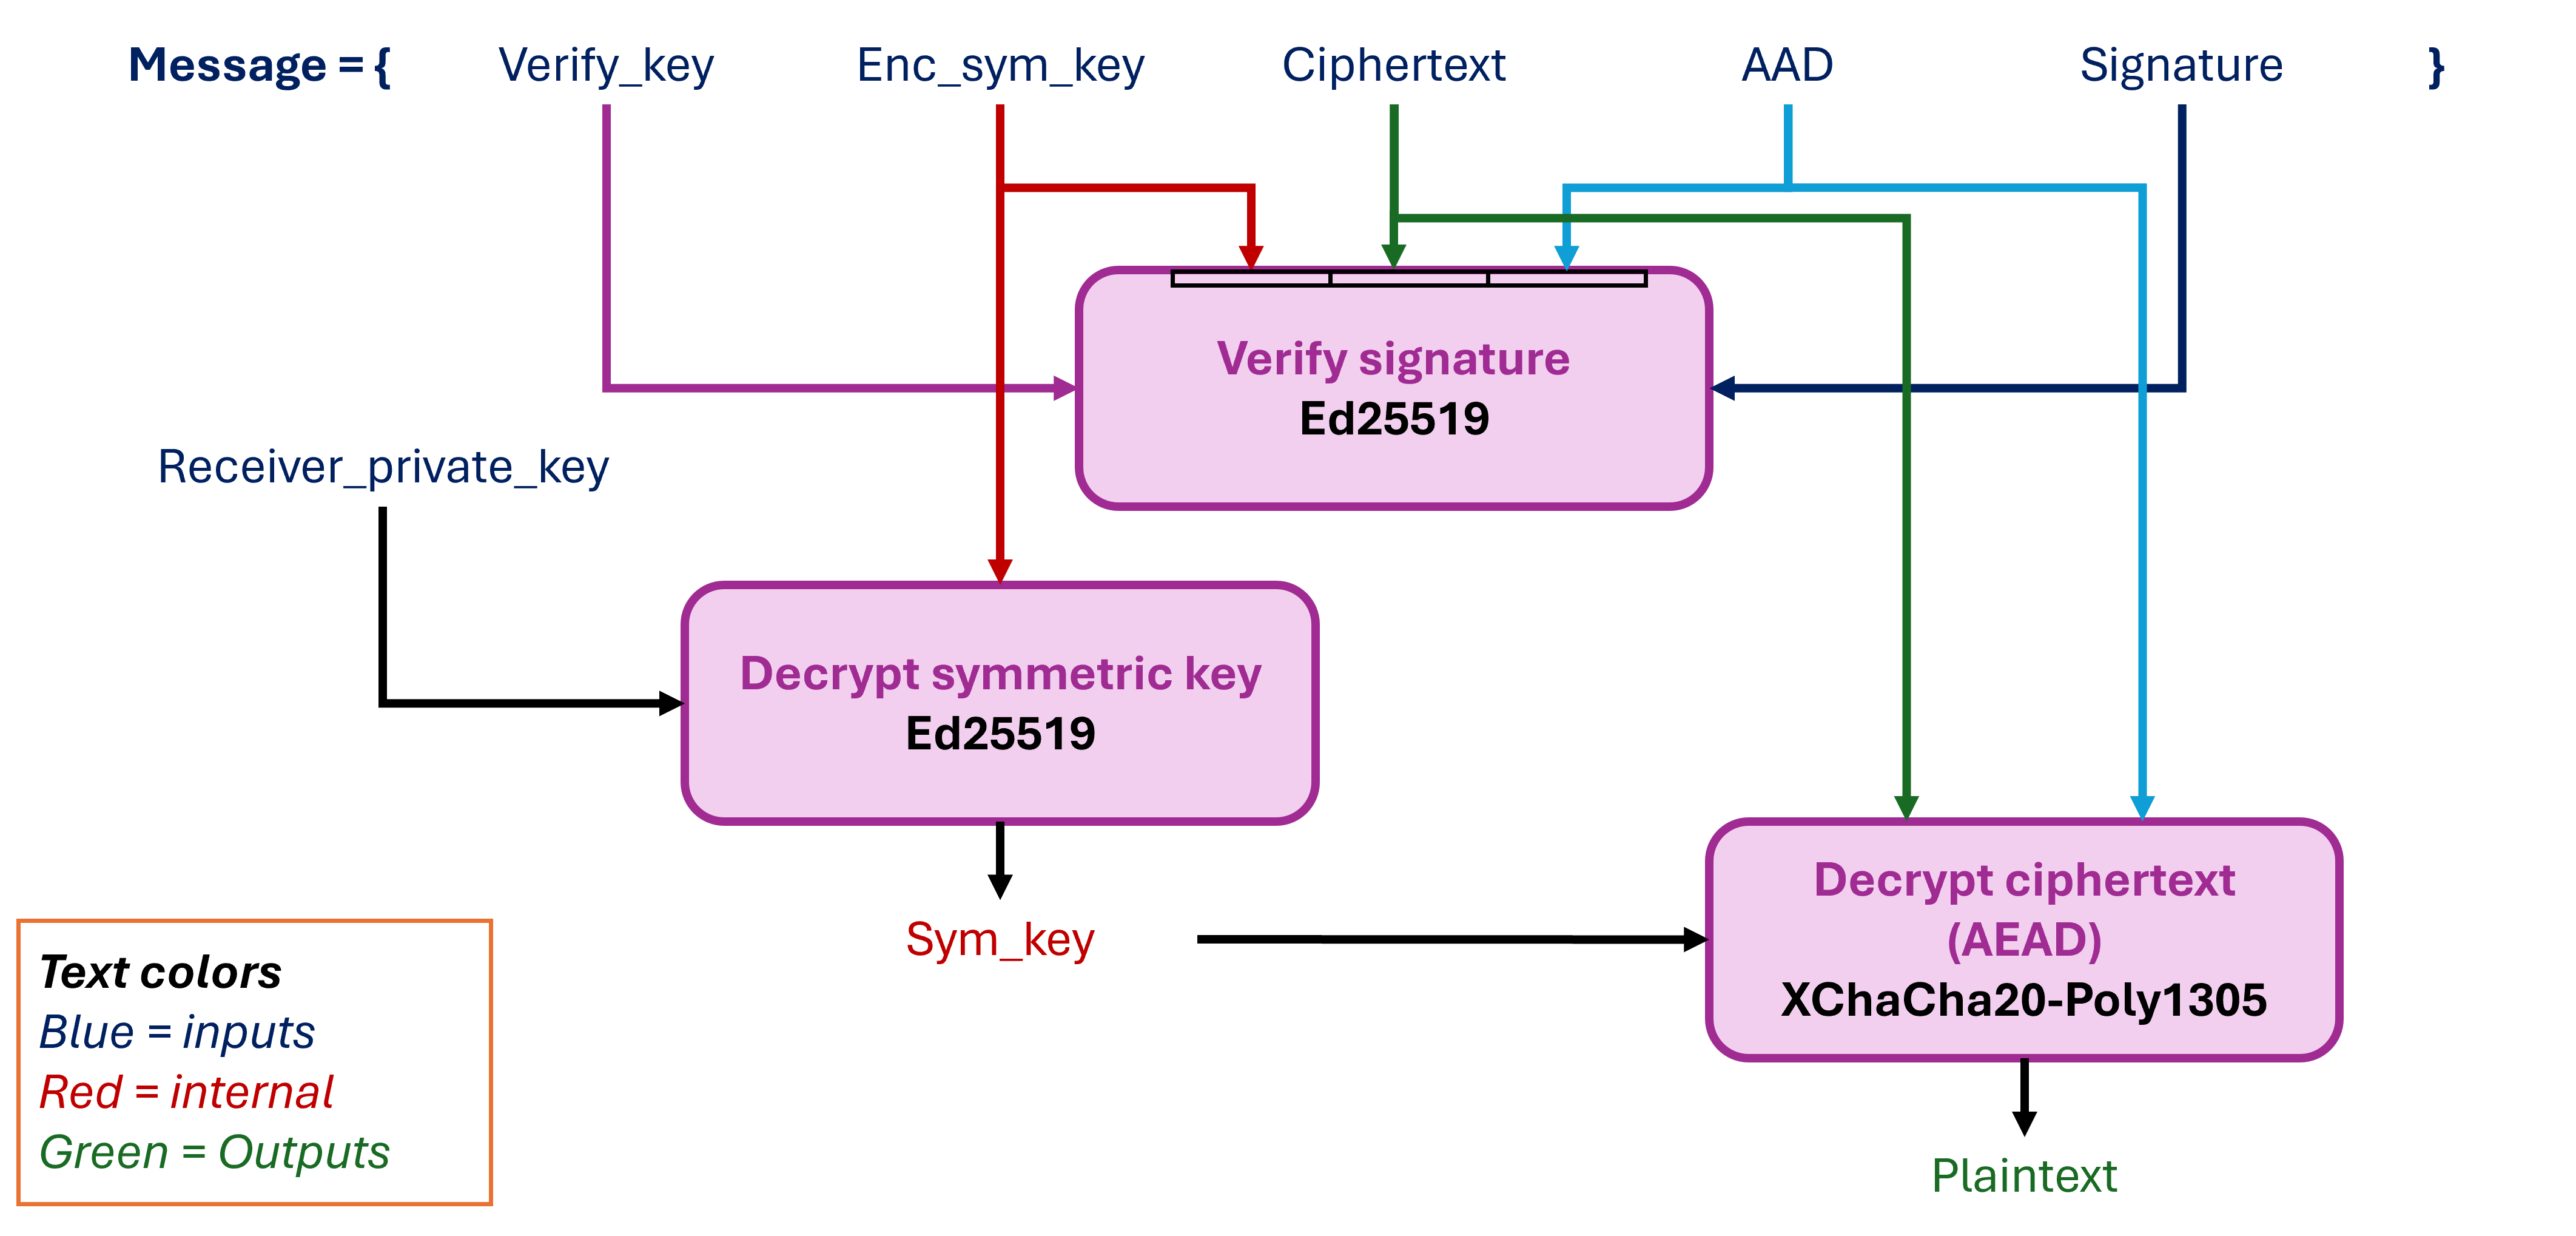 Message = { Verify_key Enc_sym_key Ciphertext AAD Signature }
Verify signature
Ed25519
Receiver_private_key
Decrypt symmetric key
Ed25519
Sym_key
Decrypt ciphertext
(AEAD)
XChaCha20-Poly1305
Plaintext
Text colors
Blue = inputs
Red = internal
Green = Outputs